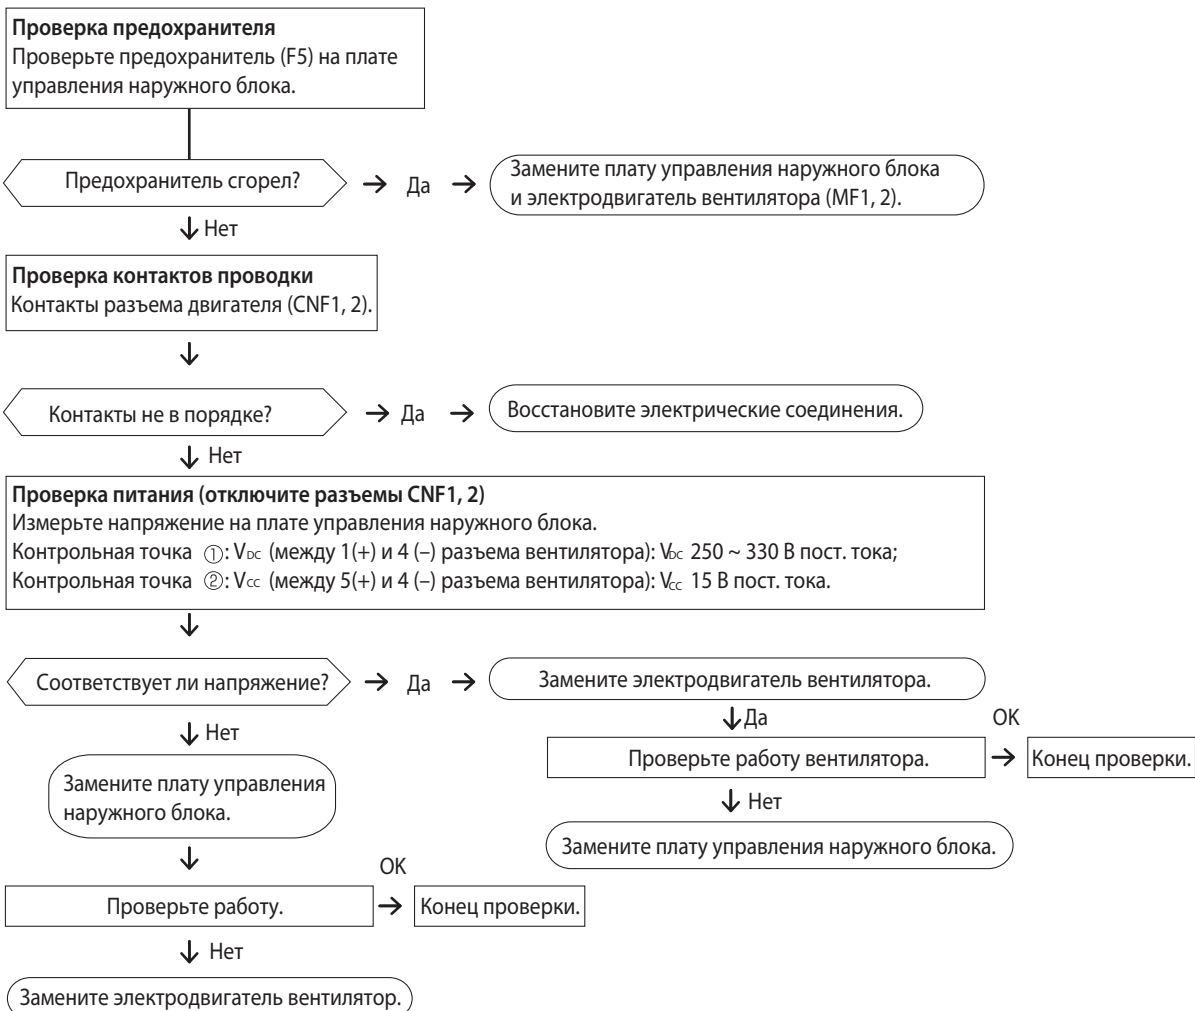 Проверка предохранителя
Проверьте предохранитель (F5) на плате
управления наружного блока.
Предохранитель сгорел?
Да
Замените плату управления наружного блока
и электродвигатель вентилятора (MF1, 2).
Нет
Проверка контактов проводки
Контакты разъема двигателя (CNF1, 2).
Контакты не в порядке?
Да
Восстановите электрические соединения.
Нет
Проверка питания (отключите разъемы CNF1, 2)
Измерьте напряжение на плате управления наружного блока.
Контрольная точка ①: VDC (между 1(+) и 4 (–) разъема вентилятора): VDC 250 ~ 330 В пост. тока;
Контрольная точка ②: VCC (между 5(+) и 4 (–) разъема вентилятора): VCC 15 В пост. тока.
Соответствует ли напряжение?
Да
Замените электродвигатель вентилятора.
Да
OK
Нет
Проверьте работу вентилятора.
Конец проверки.
Замените плату управления
наружного блока.
Нет
Замените плату управления наружного блока.
OK
Проверьте работу.
Конец проверки.
Нет
Замените электродвигатель вентилятор.